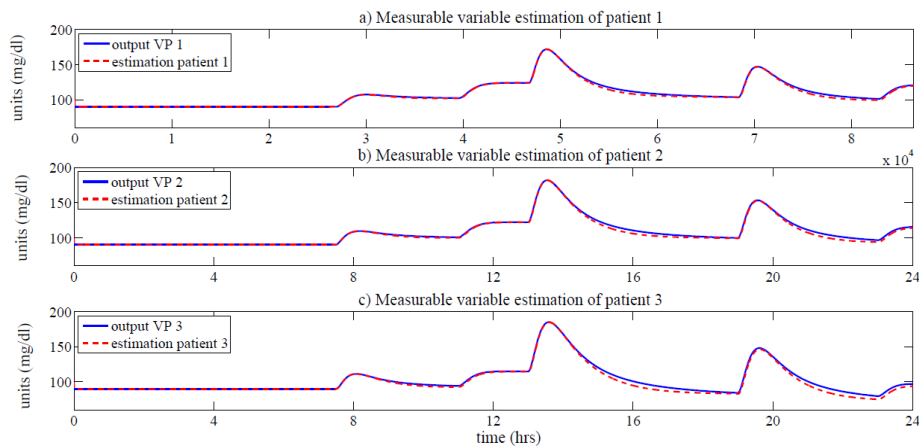 a) Measurable variable estimation of patient 1
units (mg/dl)
200
150
100
output VP 1
estimation patient 1
0 1 2 3 4 5 6 7 8
x 10^4
b) Measurable variable estimation of patient 2
units (mg/dl)
200
150
100
output VP 2
estimation patient 2
0 4 8 12 16 20 24
c) Measurable variable estimation of patient 3
units (mg/dl)
200
150
100
output VP 3
estimation patient 3
0 4 8 12 16 20 24
time (hrs)